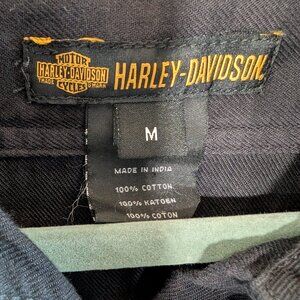 MOTOR
HARLEY-DAVIDSON
CYCLES
HARLEY-DAVIDSON
M
MADE IN INDIA
100% COTTON
100% KATOEN
100% COTON